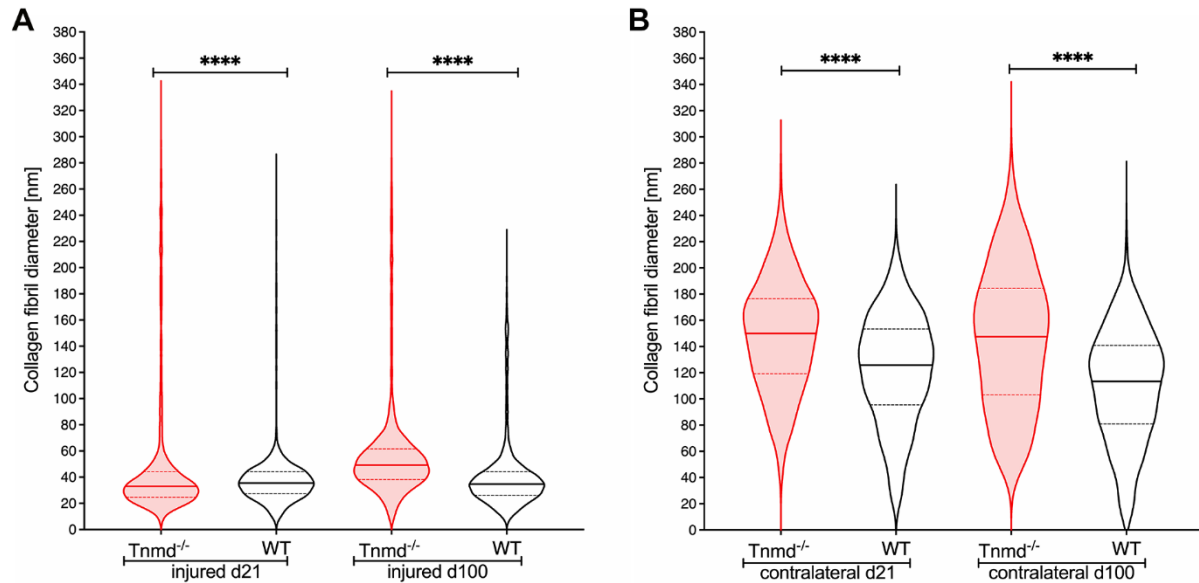 A
B
Collagen fibril diameter [nm]
380
360
340
320
300
280
260
240
220
200
180
160
140
120
100
80
60
40
20
0
****
****
Tnmd-/-
WT
Tnmd-/-
WT
injured d21
injured d100
Collagen fibril diameter [nm]
380
360
340
320
300
280
260
240
220
200
180
160
140
120
100
80
60
40
20
0
****
****
Tnmd-/-
WT
Tnmd-/-
WT
contralateral d21
contralateral d100